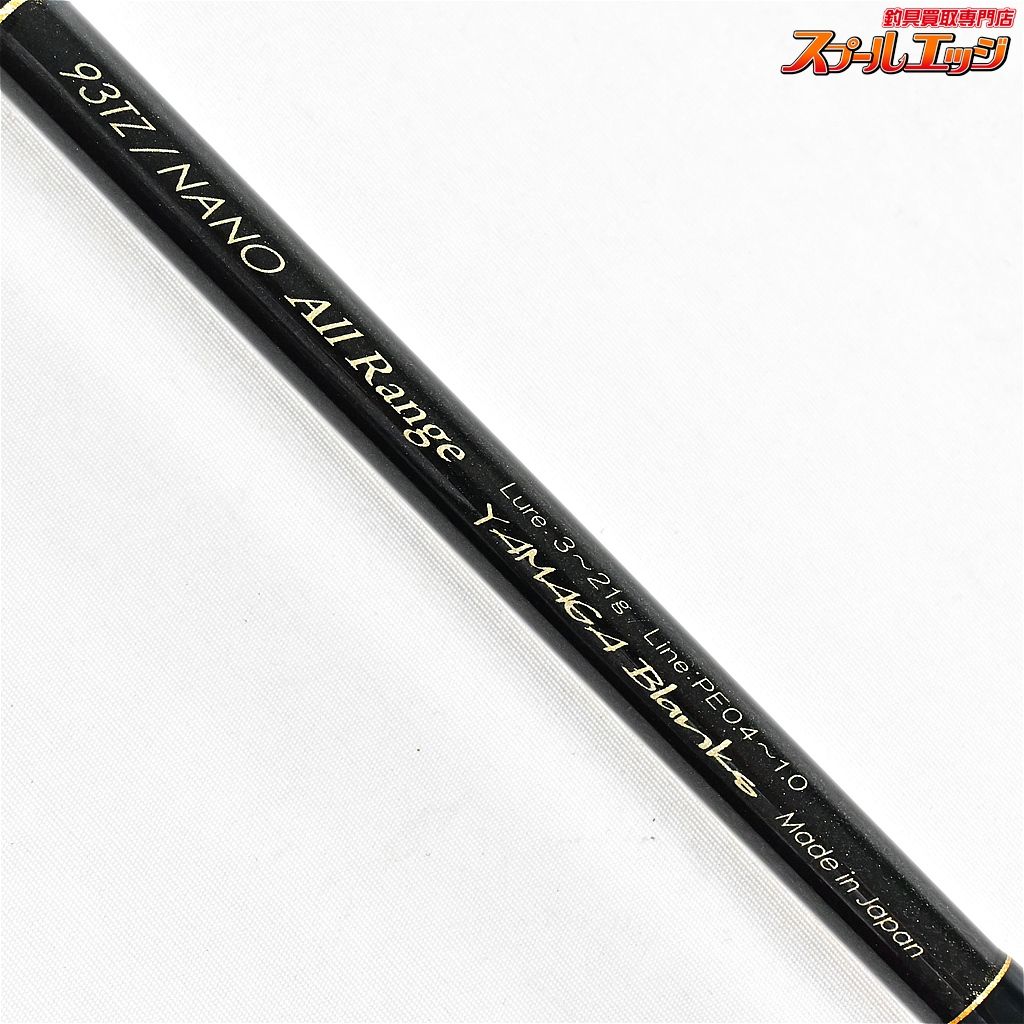 釣具買取専門店
スプールエッジ
93TZ / NANO All Range
Lure: 3～21g / Line:PE0.4～1.0
YAMAGA Blanks
Made in Japan